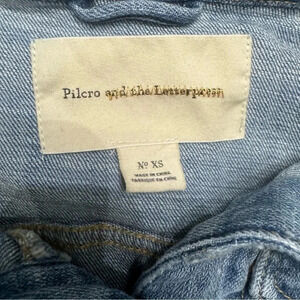 Pilcro and the Letterpress
Nº XS
MADE IN CHINA
FABRIQUÉ EN CHINE